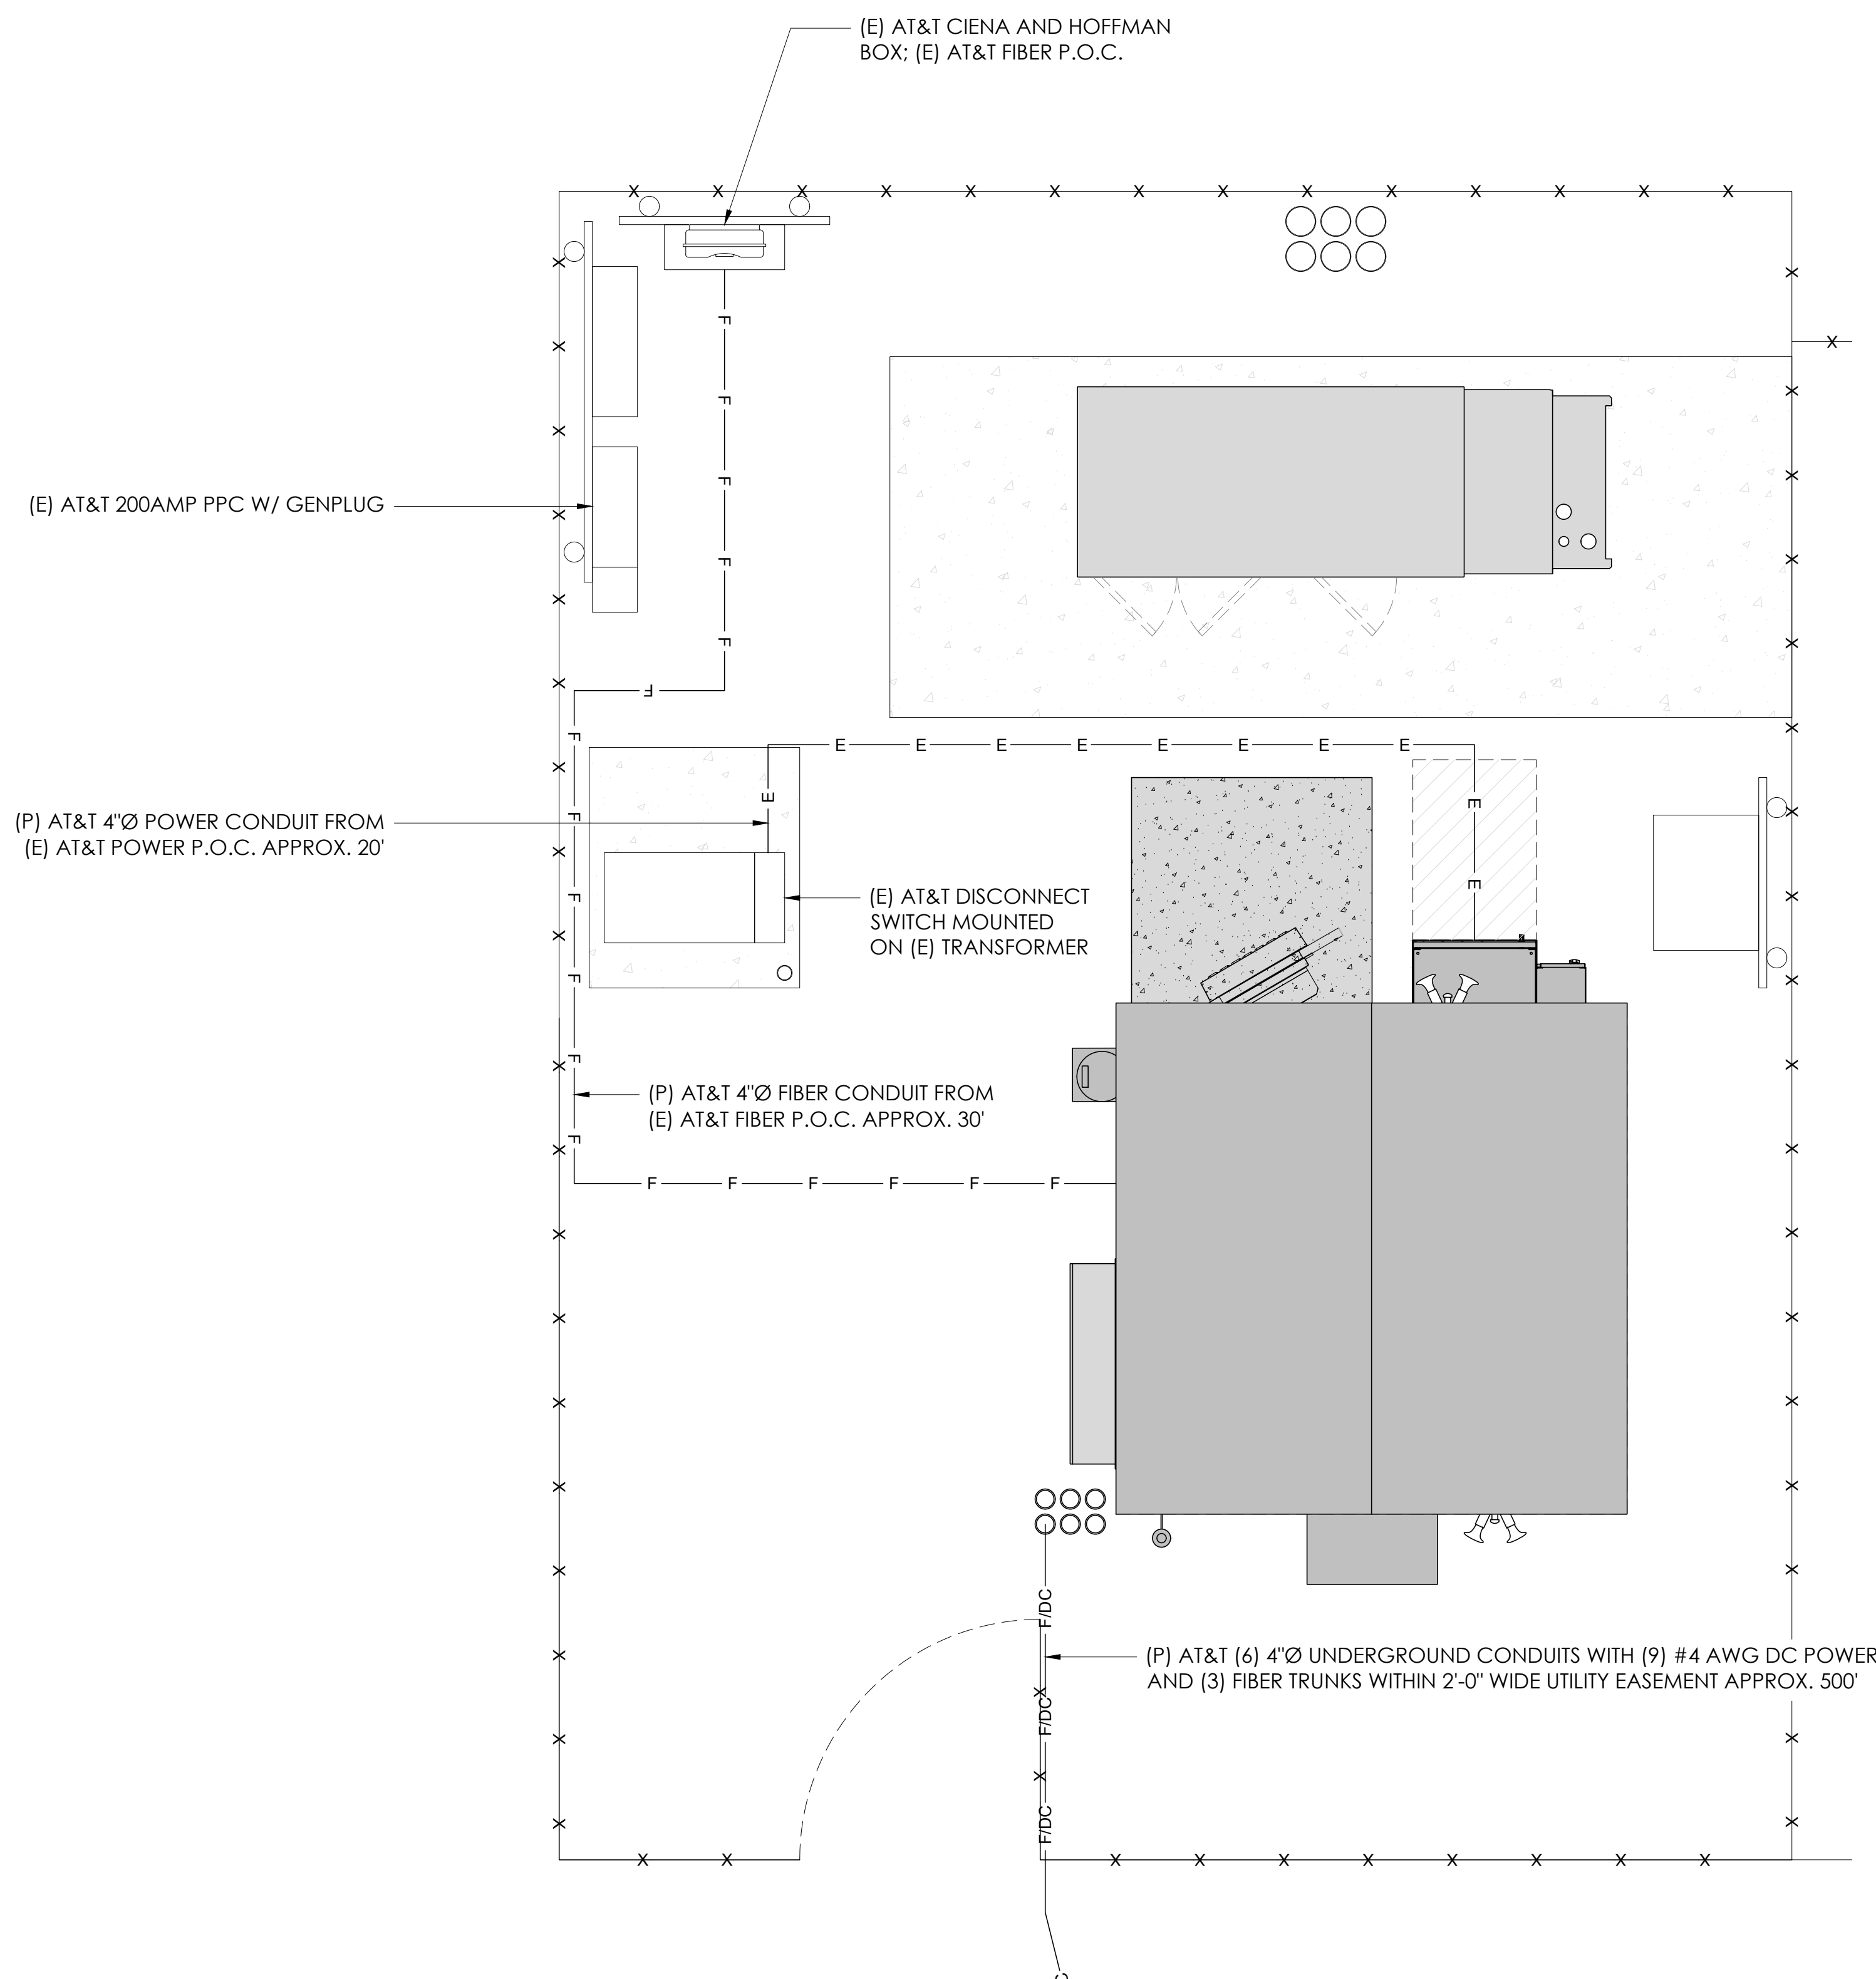 (E) AT&T CIENA AND HOFFMAN
BOX; (E) AT&T FIBER P.O.C.
(E) AT&T 200AMP PPC W/ GENPLUG
(P) AT&T 4"Ø POWER CONDUIT FROM
(E) AT&T POWER P.O.C. APPROX. 20'
(E) AT&T DISCONNECT
SWITCH MOUNTED
ON (E) TRANSFORMER
(P) AT&T 4"Ø FIBER CONDUIT FROM
(E) AT&T FIBER P.O.C. APPROX. 30'
(P) AT&T (6) 4"Ø UNDERGROUND CONDUITS WITH (9) #4 AWG DC POWER
AND (3) FIBER TRUNKS WITHIN 2'-0" WIDE UTILITY EASEMENT APPROX. 500'
F F F F F
F
F F F F F F
F F F F F F
E
E E E E E E E E
E E
F/DC
F/DC
F/DC